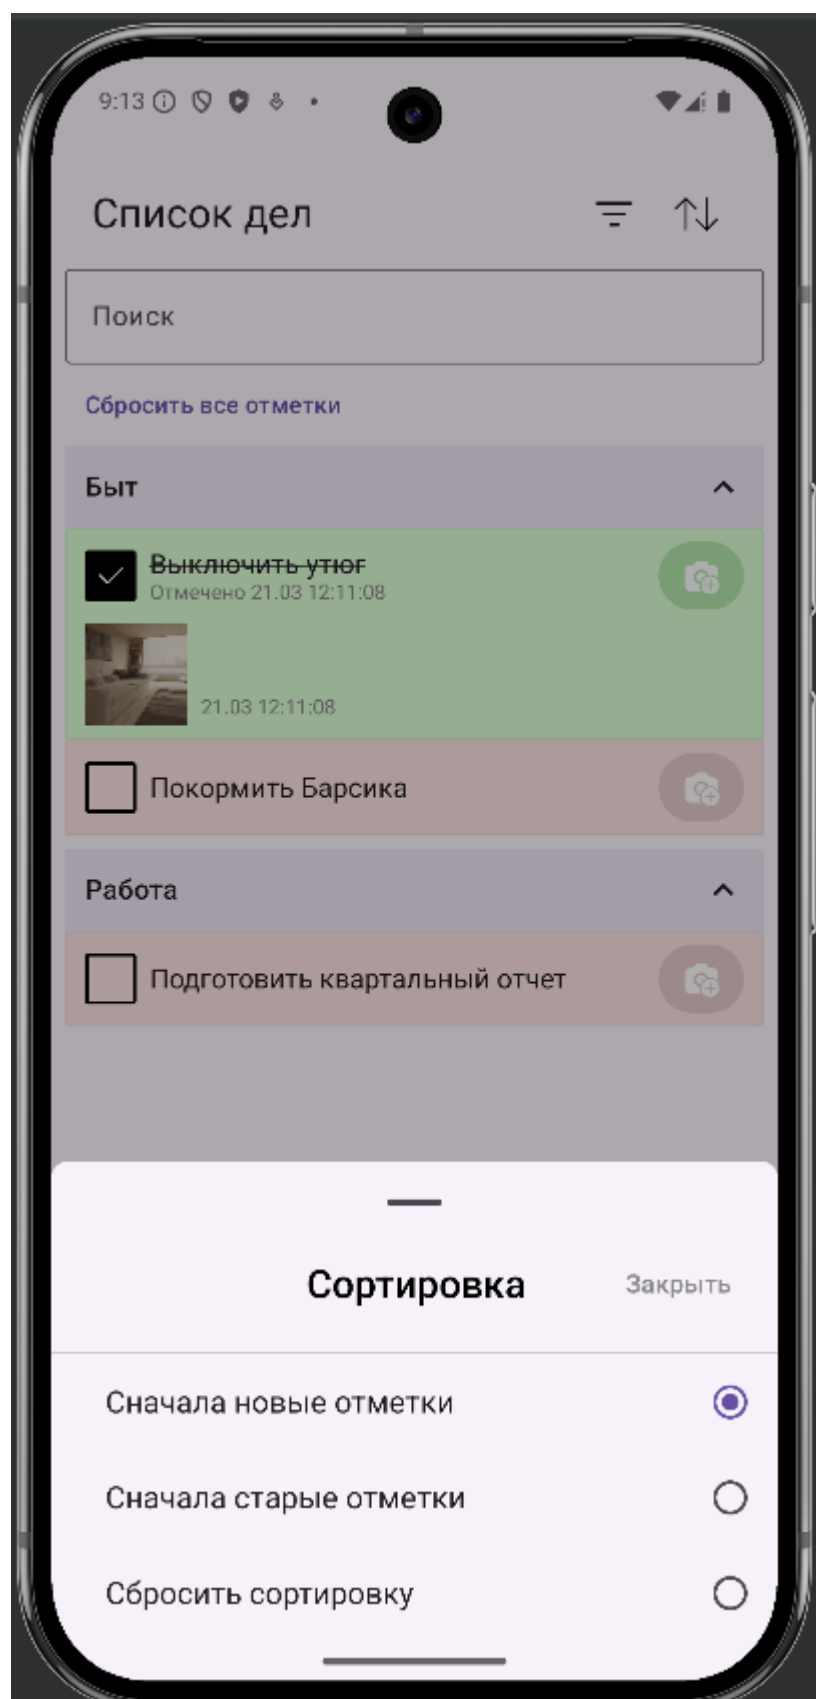 9:13
Список дел
Поиск
Сбросить все отметки
Быт
Выключить утюг
Отмечено 21.03 12:11:08
21.03 12:11:08
Покормить Барсика
Работа
Подготовить квартальный отчет
Сортировка
Закрыть
Сначала новые отметки
Сначала старые отметки
Сбросить сортировку